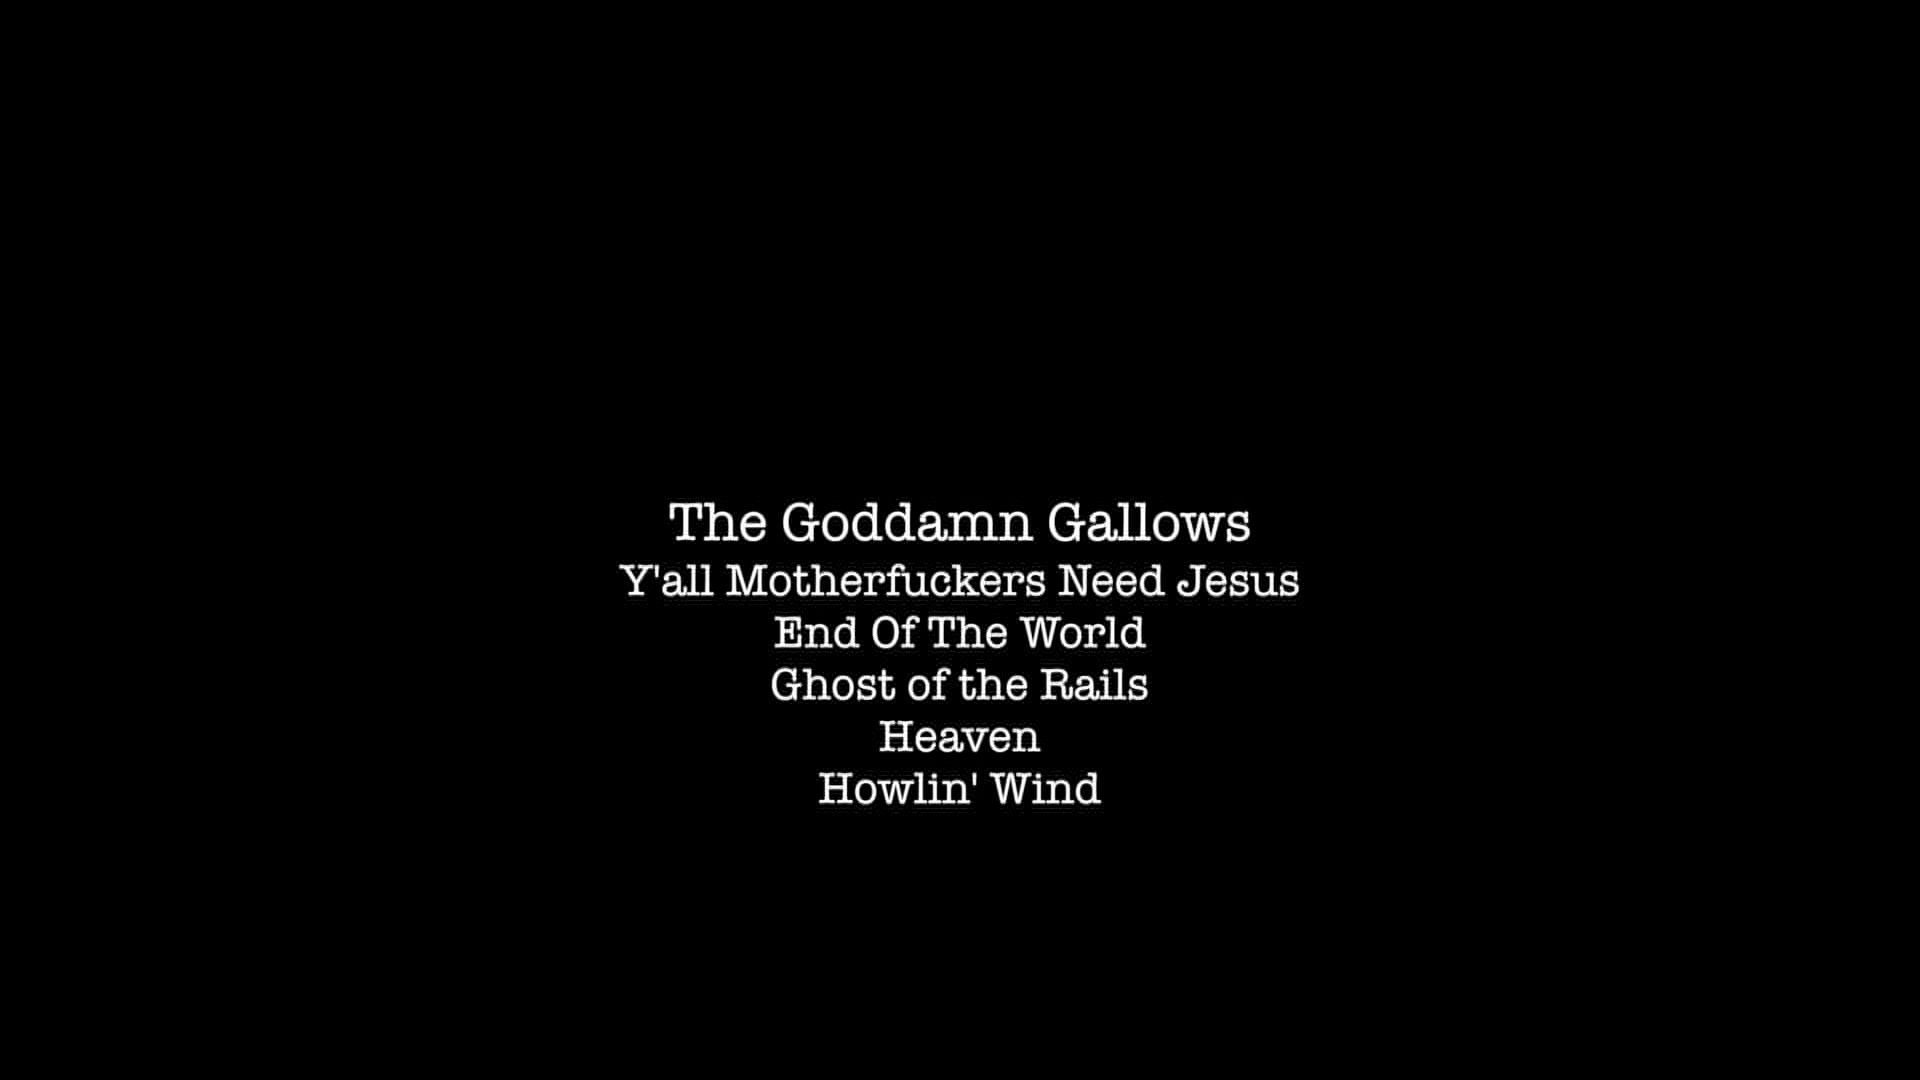 The Goddamn Gallows
Y'all Motherfuckers Need Jesus
End Of The World
Ghost of the Rails
Heaven
Howlin' Wind